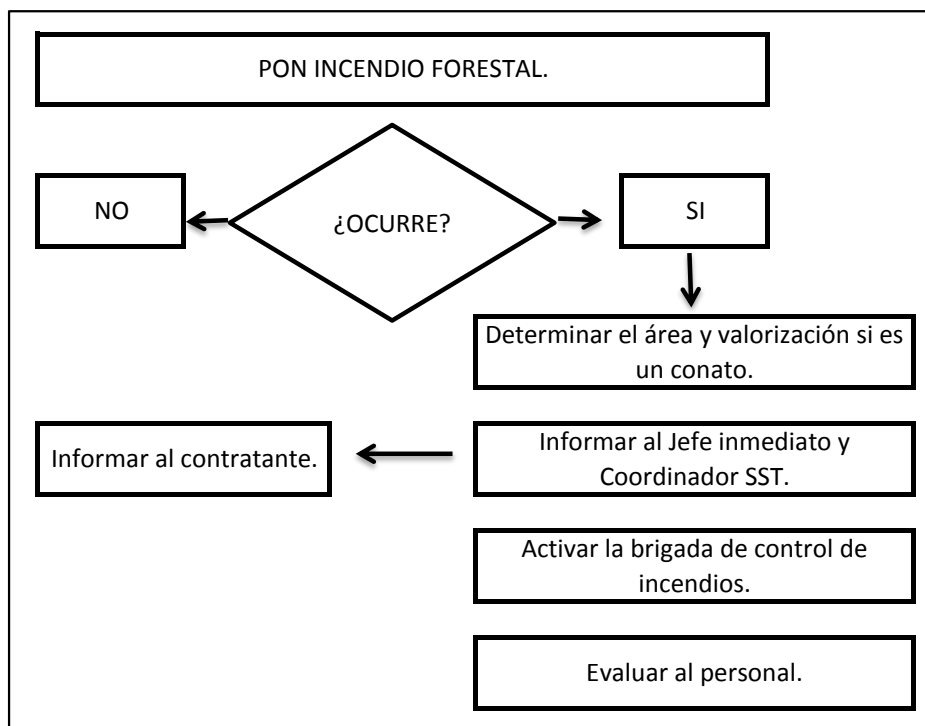 PON INCENDIO FORESTAL.
NO
¿OCURRE?
SI
Determinar el área y valorización si es
un conato.
Informar al contratante.
Informar al Jefe inmediato y
Coordinador SST.
Activar la brigada de control de
incendios.
Evaluar al personal.